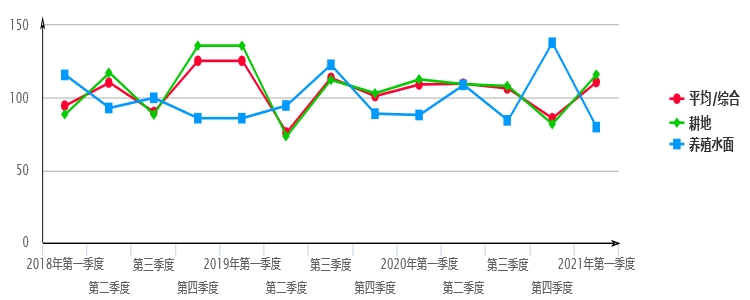 150
100
50
0
平均/综合
耕地
养殖水面
2018年第一季度
第二季度
第三季度
第四季度
2019年第一季度
第二季度
第三季度
第四季度
2020年第一季度
第二季度
第三季度
第四季度
2021年第一季度